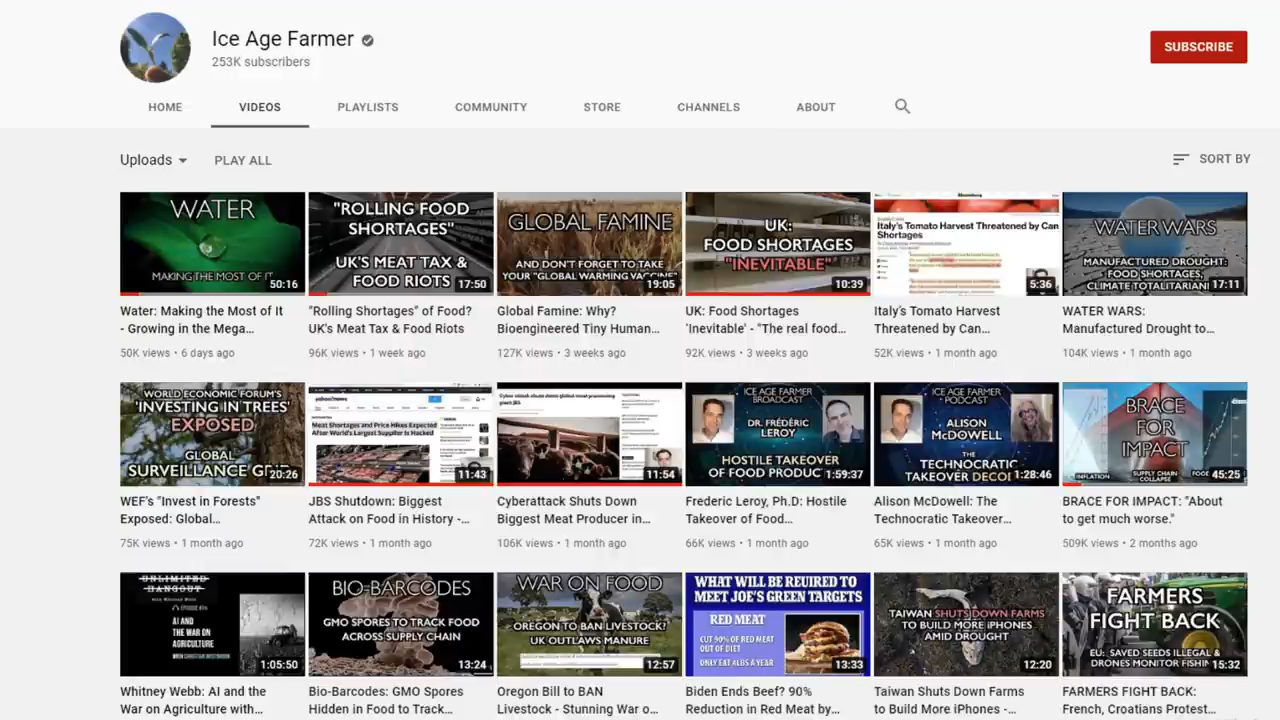 Ice Age Farmer
253K subscribers
SUBSCRIBE
HOME VIDEOS PLAYLISTS COMMUNITY STORE CHANNELS ABOUT
Uploads PLAY ALL SORT BY
WATER
MAKING THE MOST OF IT
50:16
"ROLLING FOOD
SHORTAGES"
UK'S MEAT TAX &
FOOD RIOTS
17:50
GLOBAL FAMINE
AND DON'T FORGET TO TAKE
YOUR "GLOBAL WARMING VACCINE"
19:05
UK:
FOOD SHORTAGES
"INEVITABLE"
10:39
Italy's Tomato Harvest Threatened by Can
Shortages
5:36
WATER WARS
MANUFACTURED DROUGHT:
FOOD SHORTAGES,
CLIMATE TOTALITARIAN
17:11
Water: Making the Most of It
- Growing in the Mega...
50K views • 6 days ago
"Rolling Shortages" of Food?
UK's Meat Tax & Food Riots
96K views • 1 week ago
Global Famine: Why?
Bioengineered Tiny Human...
127K views • 3 weeks ago
UK: Food Shortages
'Inevitable' - "The real food...
92K views • 3 weeks ago
Italy's Tomato Harvest
Threatened by Can...
52K views • 1 month ago
WATER WARS:
Manufactured Drought to...
104K views • 1 month ago
WORLD ECONOMIC FORUM'S
'INVESTING IN TREES'
EXPOSED
GLOBAL
SURVEILLANCE
20:26
yahoo!news
Meat Shortages and Price Hikes Expected
After World's Largest Supplier Is Hacked
11:43
11:54
ICE AGE FARMER
BROADCAST
DR. FRÉDÉRIC
LEROY
HOSTILE TAKEOVER
OF FOOD PRODUC
1:59:37
ICE AGE FARMER
PODCAST
ALISON
McDOWELL
THE
TECHNOCRATIC
TAKEOVER DECO
1:28:46
BRACE
FOR
IMPACT
INFLATION
SUPPLY CHAIN
COLLAPSE
FOOD
45:25
WEF's "Invest in Forests"
Exposed: Global...
75K views • 1 month ago
JBS Shutdown: Biggest
Attack on Food in History -...
72K views • 1 month ago
Cyberattack Shuts Down
Biggest Meat Producer in...
106K views • 1 month ago
Frederic Leroy, Ph.D: Hostile
Takeover of Food...
66K views • 1 month ago
Alison McDowell: The
Technocratic Takeover...
65K views • 1 month ago
BRACE FOR IMPACT: "About
to get much worse."
509K views • 2 months ago
UNLIMITED
HANGOUT
AI AND
THE WAR ON
AGRICULTURE
1:05:50
BIO-BARCODES
GMO SPORES TO TRACK FOOD
ACROSS SUPPLY CHAIN
13:24
WAR ON FOOD
OREGON TO BAN LIVESTOCK?
UK OUTLAWS MANURE
12:57
WHAT WILL BE REUIRED TO
MEET JOE'S GREEN TARGETS
RED MEAT
CUT 90% OF RED MEAT
OUT OF DIET
ONLY EAT 4LBS A YEAR
13:33
TAIWAN SHUTS DOWN FARMS
TO BUILD MORE iPHONES
AMID DROUGHT
12:20
FARMERS
FIGHT BACK
EU: SAVED SEEDS ILLEGAL &
DRONES MONITOR FISHIN
15:32
Whitney Webb: AI and the
War on Agriculture with...
Bio-Barcodes: GMO Spores
Hidden in Food to Track...
Oregon Bill to BAN
Livestock - Stunning War o...
Biden Ends Beef? 90%
Reduction in Red Meat by...
Taiwan Shuts Down Farms
to Build More iPhones -...
FARMERS FIGHT BACK:
French, Croatians Protest...